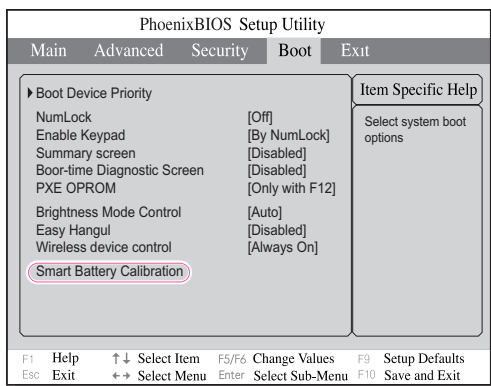 PhoenixBIOS Setup Utility
Main Advanced Security Boot Exit
Boot Device Priority
NumLock [Off]
Enable Keypad [By NumLock]
Summary screen [Disabled]
Boor-time Diagnostic Screen [Disabled]
PXE OPROM [Only with F12]
Brightness Mode Control [Auto]
Easy Hangul [Disabled]
Wireless device control [Always On]
Smart Battery Calibration
Item Specific Help
Select system boot
options
F1 Help ↑↓ Select Item F5/F6 Change Values F9 Setup Defaults
Esc Exit ←→ Select Menu Enter Select Sub-Menu F10 Save and Exit